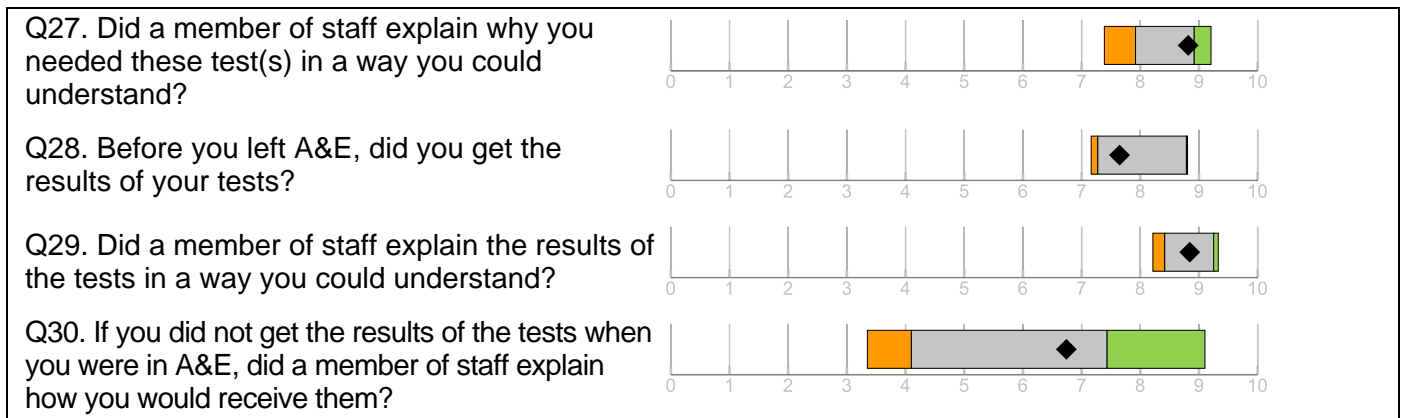 Q27. Did a member of staff explain why you
needed these test(s) in a way you could
understand?
0 1 2 3 4 5 6 7 8 9 10
Q28. Before you left A&E, did you get the
results of your tests?
0 1 2 3 4 5 6 7 8 9 10
Q29. Did a member of staff explain the results of
the tests in a way you could understand?
0 1 2 3 4 5 6 7 8 9 10
Q30. If you did not get the results of the tests when
you were in A&E, did a member of staff explain
how you would receive them?
0 1 2 3 4 5 6 7 8 9 10